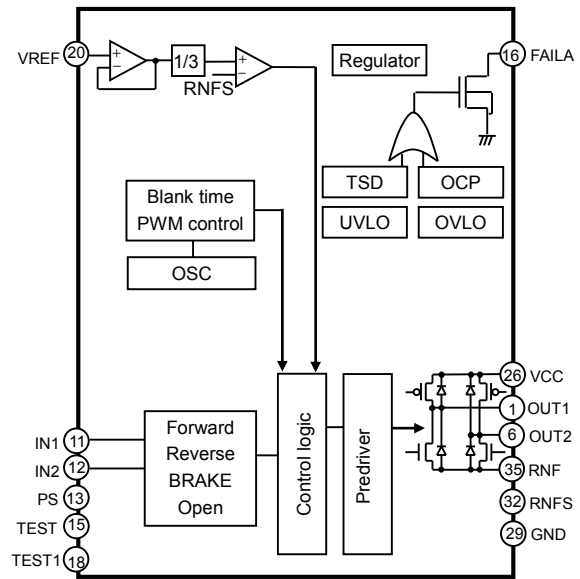 VREF 20
1/3
+
−
+
−
RNFS
Regulator
16 FAILA
TSD
OCP
UVLO
OVLO
Blank time
PWM control
OSC
Control logic
Predriver
Forward
Reverse
BRAKE
Open
IN1 11
IN2 12
PS 13
TEST 15
TEST1 18
26 VCC
1 OUT1
6 OUT2
35 RNF
32 RNFS
29 GND